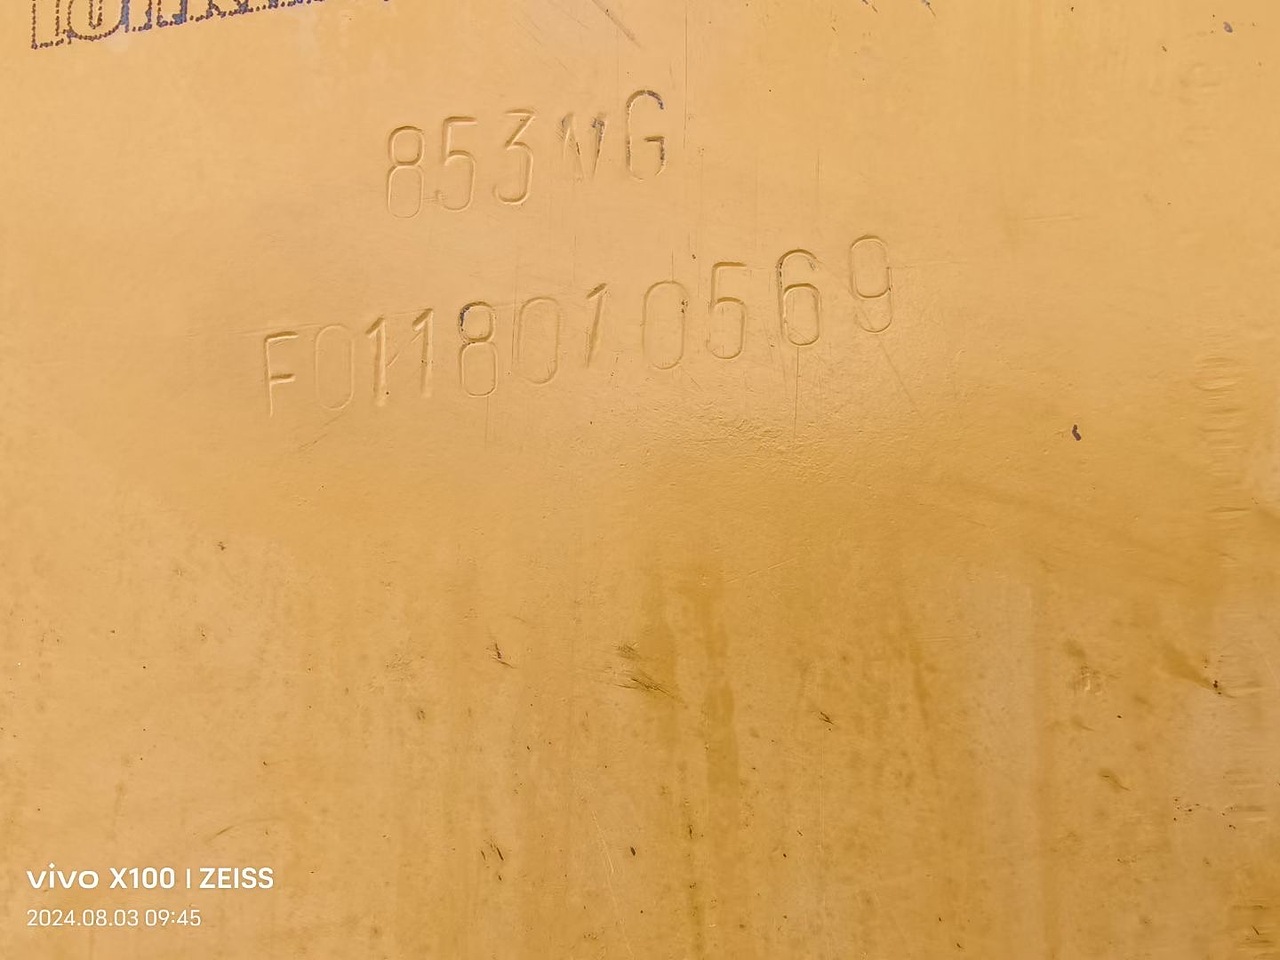 853NG
F0118010569
vivo X100 | ZEISS
2024.08.03 09:45